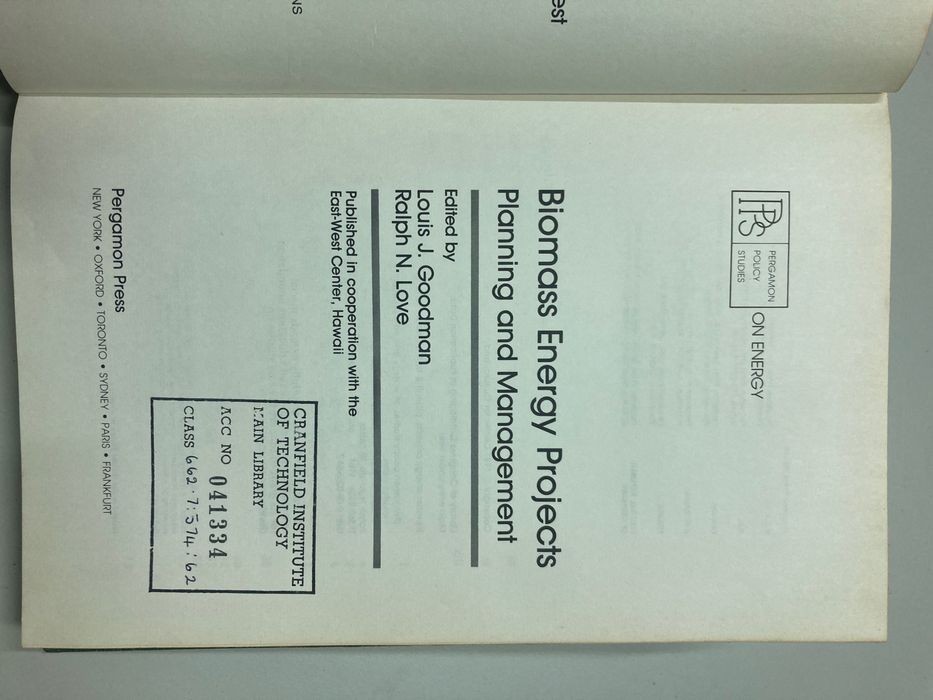 PPS
PERGAMON
POLICY
STUDIES
ON ENERGY
Biomass Energy Projects
Planning and Management
Edited by
Louis J. Goodman
Ralph N. Love
Published in cooperation with the
East-West Center, Hawaii
CRANFIELD INSTITUTE
OF TECHNOLOGY
MAIN LIBRARY
ACC NO 041334
CLASS 662.7:574:62
Pergamon Press
NEW YORK • OXFORD • TORONTO • SYDNEY • PARIS • FRANKFURT